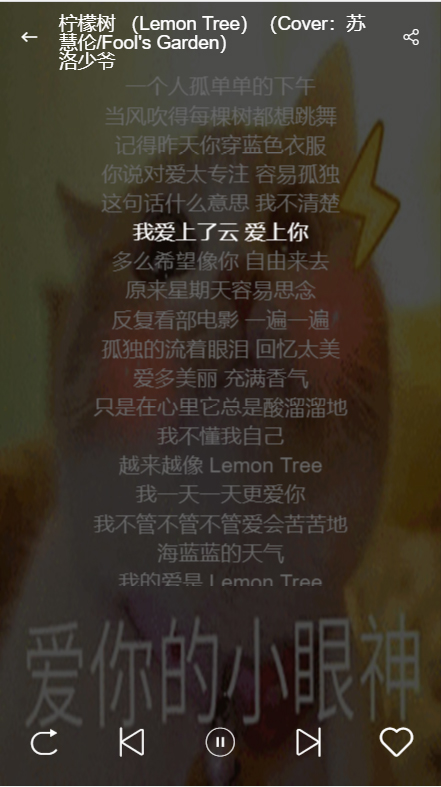 柠檬树 （Lemon Tree） （Cover：苏
慧伦/Fool's Garden）
洛少爷
一个人孤单单的下午
当风吹得每棵树都想跳舞
记得昨天你穿蓝色衣服
你说对爱太专注 容易孤独
这句话什么意思 我不清楚
我爱上了云 爱上你
多么希望像你 自由来去
原来星期天容易思念
反复看部电影 一遍一遍
孤独的流着眼泪 回忆太美
爱多美丽 充满香气
只是在心里它总是酸溜溜地
我不懂我自己
越来越像 Lemon Tree
我一天一天更爱你
我不管不管不管爱会苦苦地
海蓝蓝的天气
我的爱是 Lemon Tree
爱你的小眼神